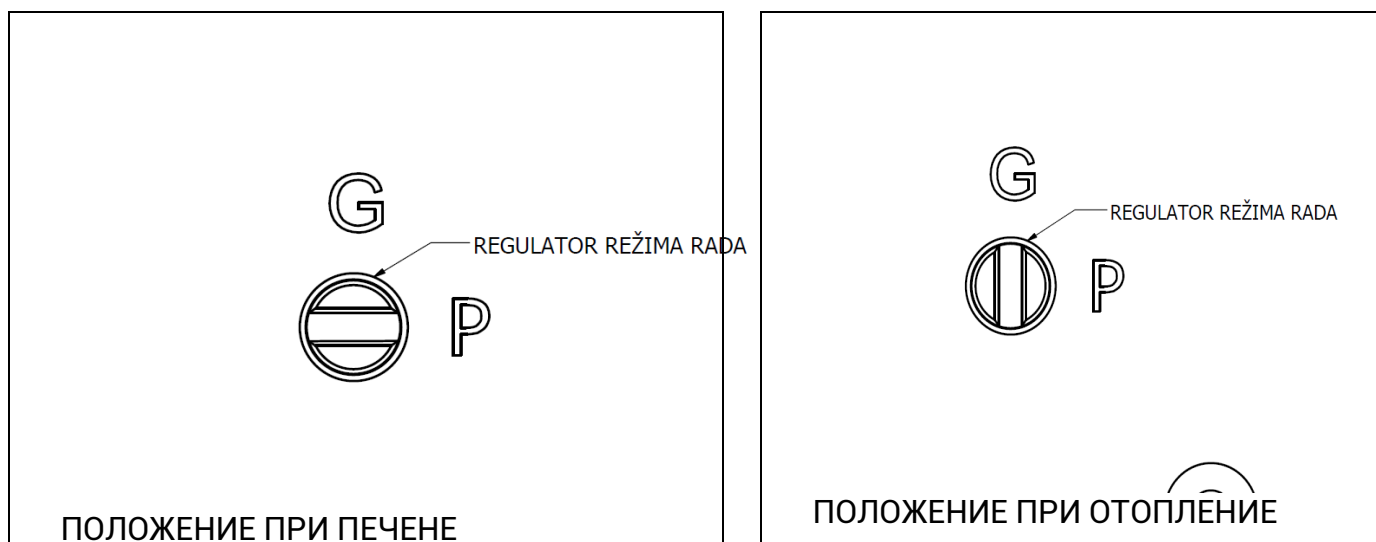 G
REGULATOR REŽIMA RADA
P
ПОЛОЖЕНИЕ ПРИ ПЕЧЕНЕ
G
REGULATOR REŽIMA RADA
P
ПОЛОЖЕНИЕ ПРИ ОТОПЛЕНИЕ